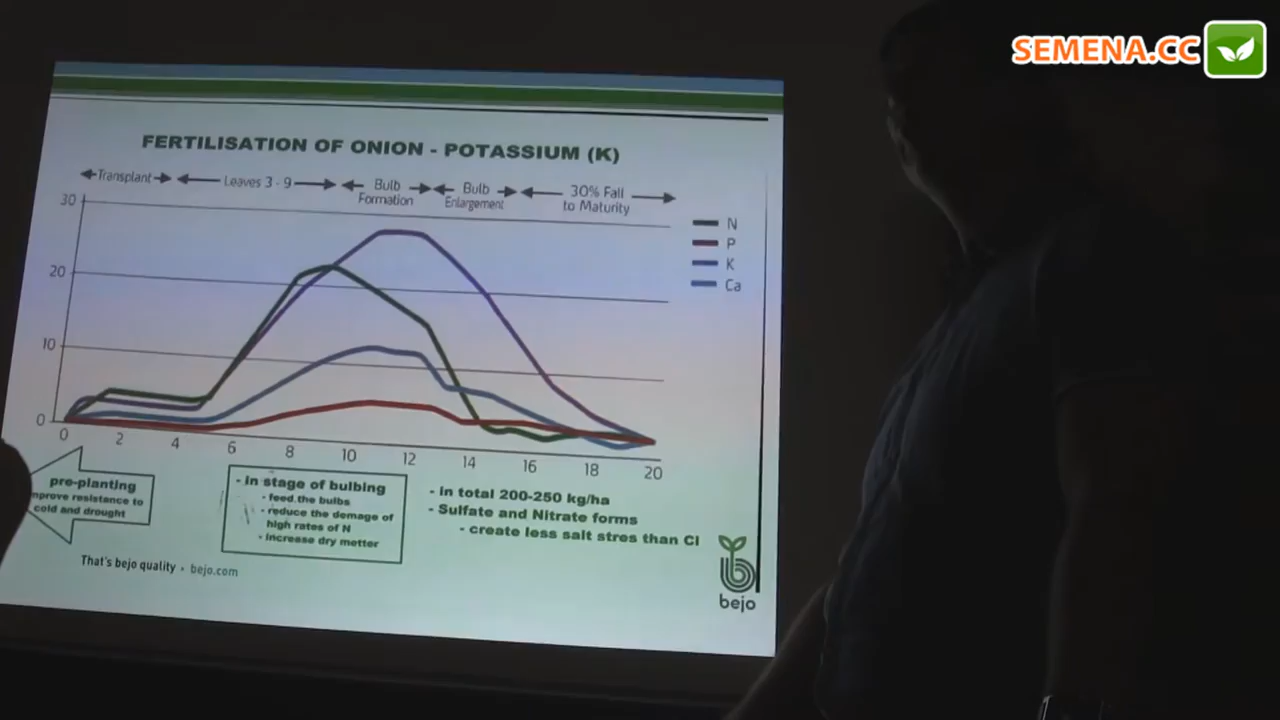 SEMENA.CC
FERTILISATION OF ONION - POTASSIUM (K)
Transplant
Leaves 3 - 9
Bulb
Formation
Bulb
Enlargement
30% Fall
to Maturity
30
20
10
0
N
P
K
Ca
0 2 4 6 8 10 12 14 16 18 20
pre-planting
mprove resistance to
cold and drought
- in stage of bulbing
- feed the bulbs
- reduce the demage of
high rates of N
- increase dry metter
- in total 200-250 kg/ha
- Sulfate and Nitrate forms
- create less salt stres than Cl
That's bejo quality • bejo.com
bejo